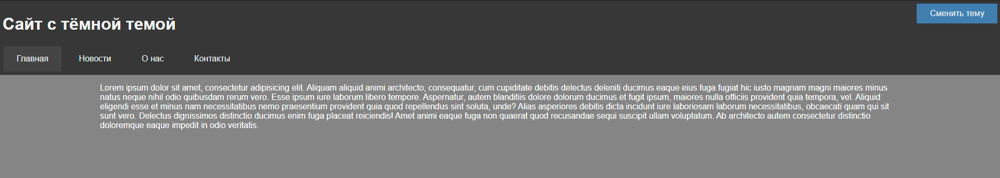 Сменить тему
Сайт с тёмной темой
Главная Новости О нас Контакты
Lorem ipsum dolor sit amet, consectetur adipisicing elit. Aliquam aliquid animi architecto, consequatur, cum cupiditate debitis delectus deleniti ducimus eaque eius fuga fugiat hic iusto magnam magni maiores minus
natus neque nihil odio quibusdam rerum vero. Esse ipsum iure laborum libero tempore. Aspernatur, autem blanditiis dolore dolorum ducimus et fugit ipsum, maiores nulla officiis provident quia tempora, vel. Aliquid
eligendi esse et minus nam necessitatibus nemo praesentium provident quia quod repellendus sint soluta, unde? Alias asperiores debitis dicta incidunt iure laboriosam laborum necessitatibus, obcaecati quam qui sit
sunt vero. Delectus dignissimos distinctio ducimus enim fuga placeat reiciendis! Amet animi eaque fuga non quaerat quod recusandae sequi suscipit ullam voluptatum. Ab architecto autem consectetur distinctio
doloremque eaque impedit in odio veritatis.